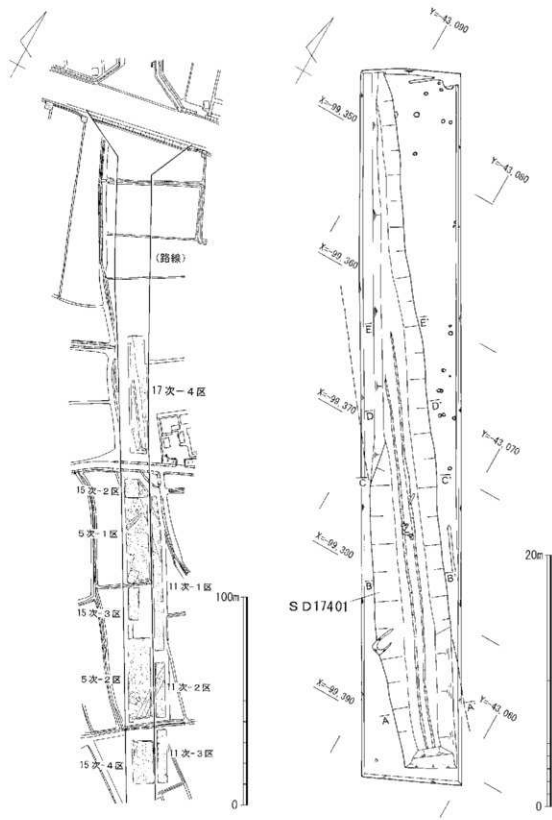 (路線)
17次-4区
15次-2区
5次-1区
11次-1区
15次-3区
5次-2区
11次-2区
11次-3区
15次-4区
100m
0
Y=-43,090
X=-99,350
Y=-43,080
X=-99,360
E
E'
X=-99,370
D
D'
Y=-43,070
C
C'
X=-99,380
B
B'
SD17401
X=-99,390
Y=-43,060
A
A'
20m
0